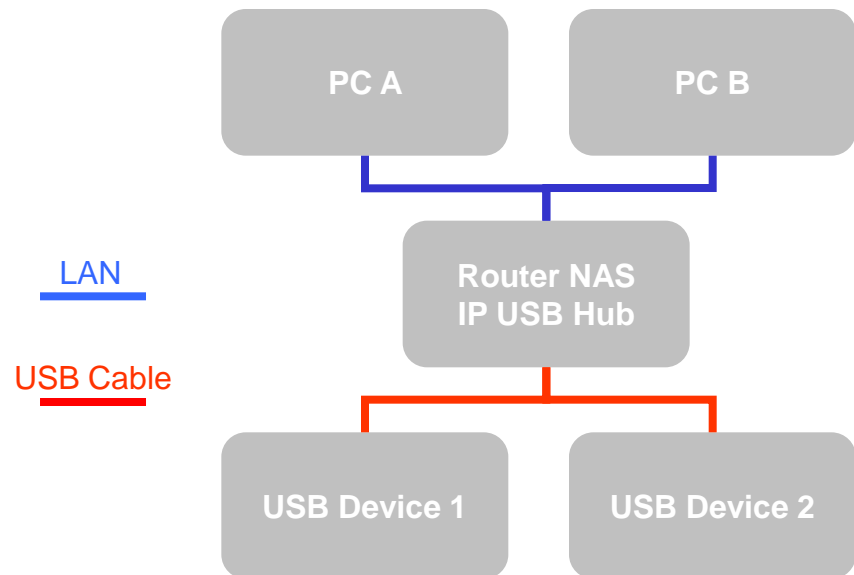 PC A
PC B
LAN
Router NAS
IP USB Hub
USB Cable
USB Device 1
USB Device 2